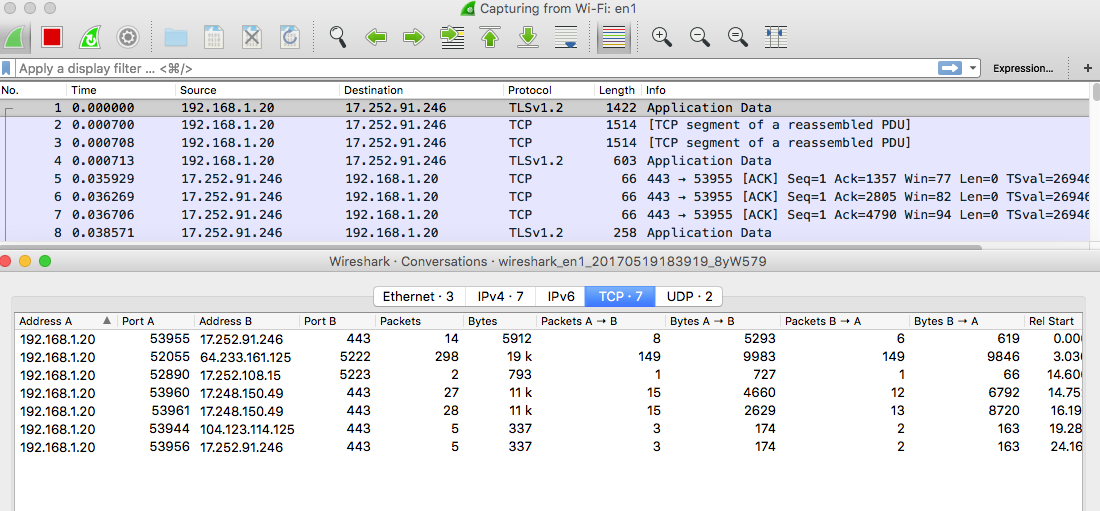 Capturing from Wi-Fi: en1
Apply a display filter ... <⌘/>
Expression...
+
No. Time Source Destination Protocol Length Info
1 0.000000 192.168.1.20 17.252.91.246 TLSv1.2 1422 Application Data
2 0.000700 192.168.1.20 17.252.91.246 TCP 1514 [TCP segment of a reassembled PDU]
3 0.000708 192.168.1.20 17.252.91.246 TCP 1514 [TCP segment of a reassembled PDU]
4 0.000713 192.168.1.20 17.252.91.246 TLSv1.2 603 Application Data
5 0.035929 17.252.91.246 192.168.1.20 TCP 66 443 → 53955 [ACK] Seq=1 Ack=1357 Win=77 Len=0 TSval=26946
6 0.036269 17.252.91.246 192.168.1.20 TCP 66 443 → 53955 [ACK] Seq=1 Ack=2805 Win=82 Len=0 TSval=26946
7 0.036706 17.252.91.246 192.168.1.20 TCP 66 443 → 53955 [ACK] Seq=1 Ack=4790 Win=94 Len=0 TSval=26946
8 0.038571 17.252.91.246 192.168.1.20 TLSv1.2 258 Application Data
Wireshark · Conversations · wireshark_en1_20170519183919_8yW579
Ethernet · 3 IPv4 · 7 IPv6 TCP · 7 UDP · 2
Address A Port A Address B Port B Packets Bytes Packets A → B Bytes A → B Packets B → A Bytes B → A Rel Start
192.168.1.20 53955 17.252.91.246 443 14 5912 8 5293 6 619 0.000
192.168.1.20 52055 64.233.161.125 5222 298 19 k 149 9983 149 9846 3.030
192.168.1.20 52890 17.252.108.15 5223 2 793 1 727 1 66 14.600
192.168.1.20 53960 17.248.150.49 443 27 11 k 15 4660 12 6792 14.75
192.168.1.20 53961 17.248.150.49 443 28 11 k 15 2629 13 8720 16.19
192.168.1.20 53944 104.123.114.125 443 5 337 3 174 2 163 19.28
192.168.1.20 53956 17.252.91.246 443 5 337 3 174 2 163 24.16